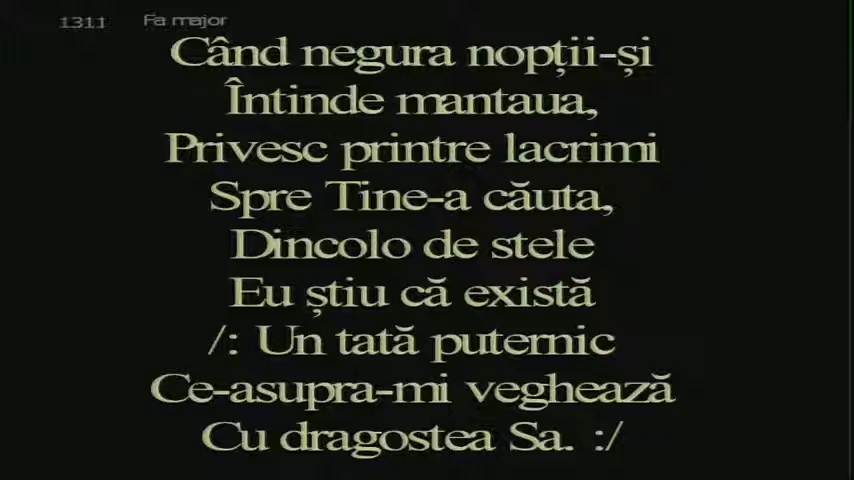 1311 Fa major
Când negura nopții-și
Întinde mantaua,
Privesc printre lacrimi
Spre Tine-a căuta,
Dincolo de stele
Eu știu că există
/: Un tată puternic
Ce-asupra-mi veghează
Cu dragostea Sa. :/